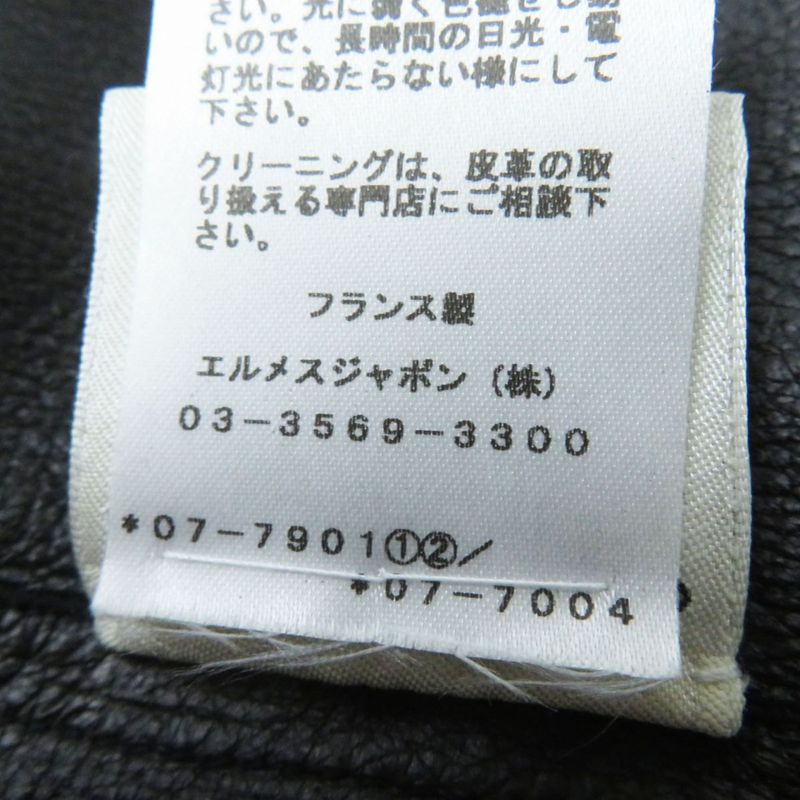 さい。光に弱く色褪せし易
いので、長時間の日光・電
灯光にあたらない様にして
下さい。
クリーニングは、皮革の取
り扱える専門店にご相談下
さい。
フランス製
エルメスジャポン（株）
03-3569-3300
*07-7901①②／
*07-7004